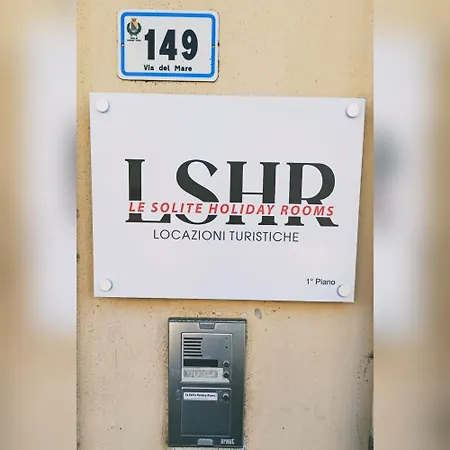 149
Via del Mare
LSHR
LE SOLITE HOLIDAY ROOMS
LOCAZIONI TURISTICHE
1° Piano
Le Solite Holiday Rooms